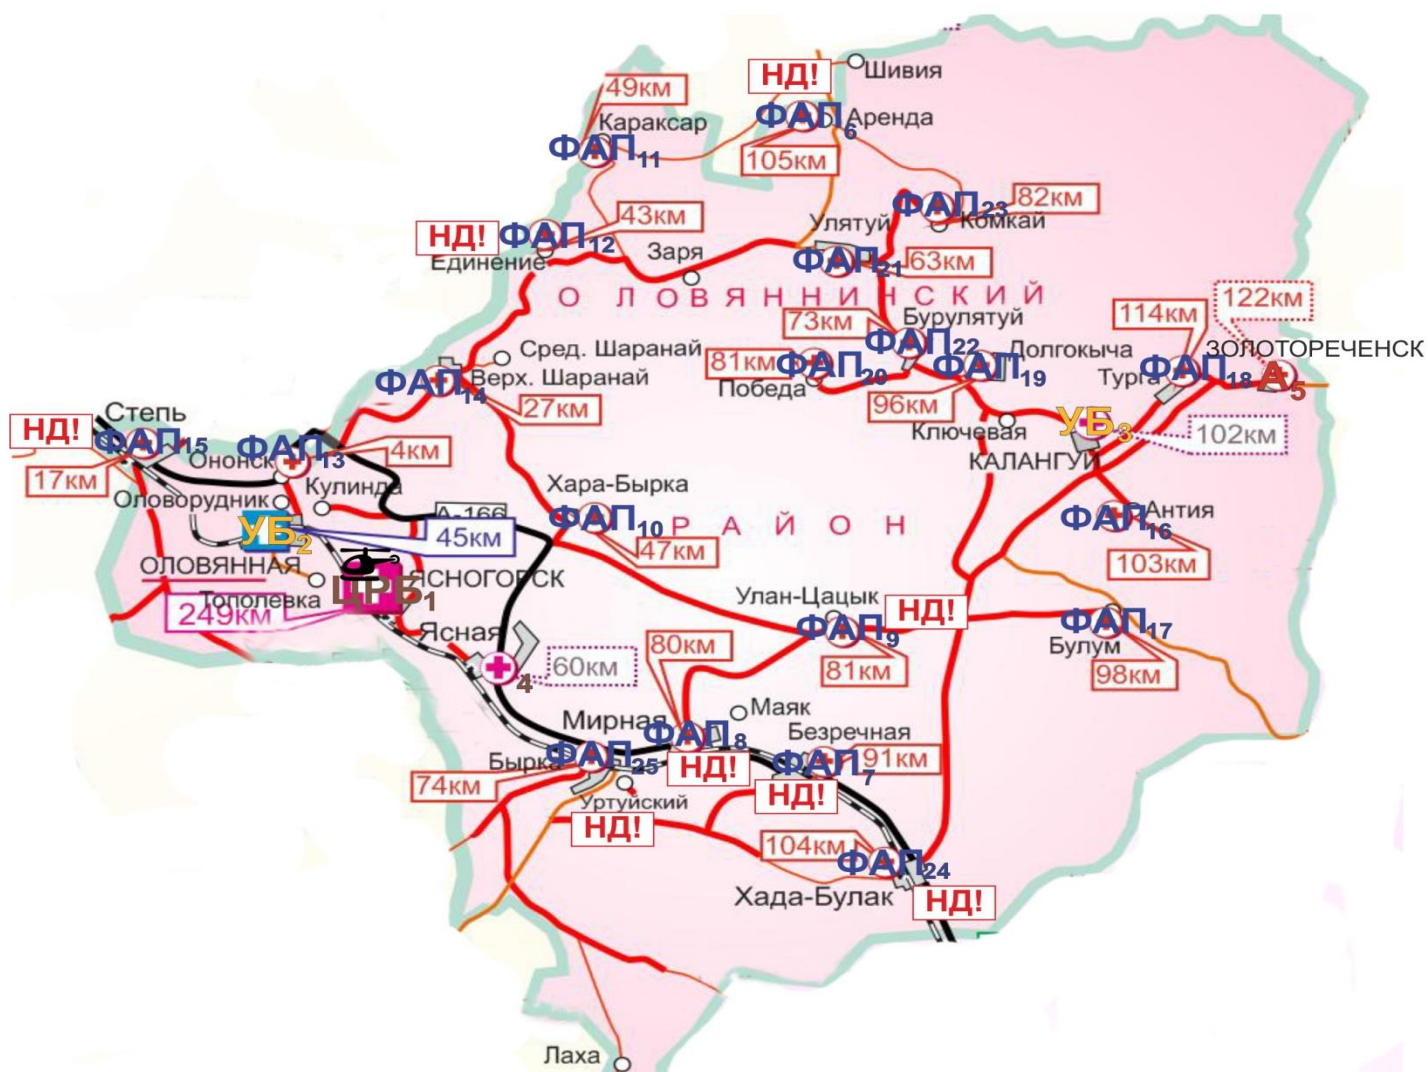 НД!
Шивия
49км
ФАП6
Аренда
Караксар
ФАП11
105км
82км
ФАП23
Комкай
43км
НД!
ФАП12
Единение
Улятуй
Заря
ФАП21
63км
ОЛОВЯННИНСКИЙ
122км
114км
73км
Бурулятуй
ФАП22
Долгокыча
ЗОЛОТОРЕЧЕНСК
Сред. Шаранай
81км
ФАП20
ФАП19
ФАП18
А5
Турга
Верх. Шаранай
ФАП14
Победа
27км
96км
Степь
НД!
ФАП15
ФАП13
4км
Ключевая
УБ3
102км
Ононск
КАЛАНГУЙ
17км
Кулинда
Хара-Бырка
Оловорудник
А-166
ФАП10
РАЙОН
Антия
ФАП16
УБ2
45км
47км
103км
ОЛОВЯННАЯ
ЯСНОГОРСК
ЦРБ1
Тополевка
249км
Улан-Цацык
НД!
ФАП9
ФАП17
Ясная
Булум
80км
60км
4
81км
98км
Маяк
Мирная
ФАП8
Безречная
Бырка
ФАП25
ФАП7
91км
НД!
74км
НД!
Уртуйский
НД!
104км
ФАП24
Хада-Булак
НД!
Лаха